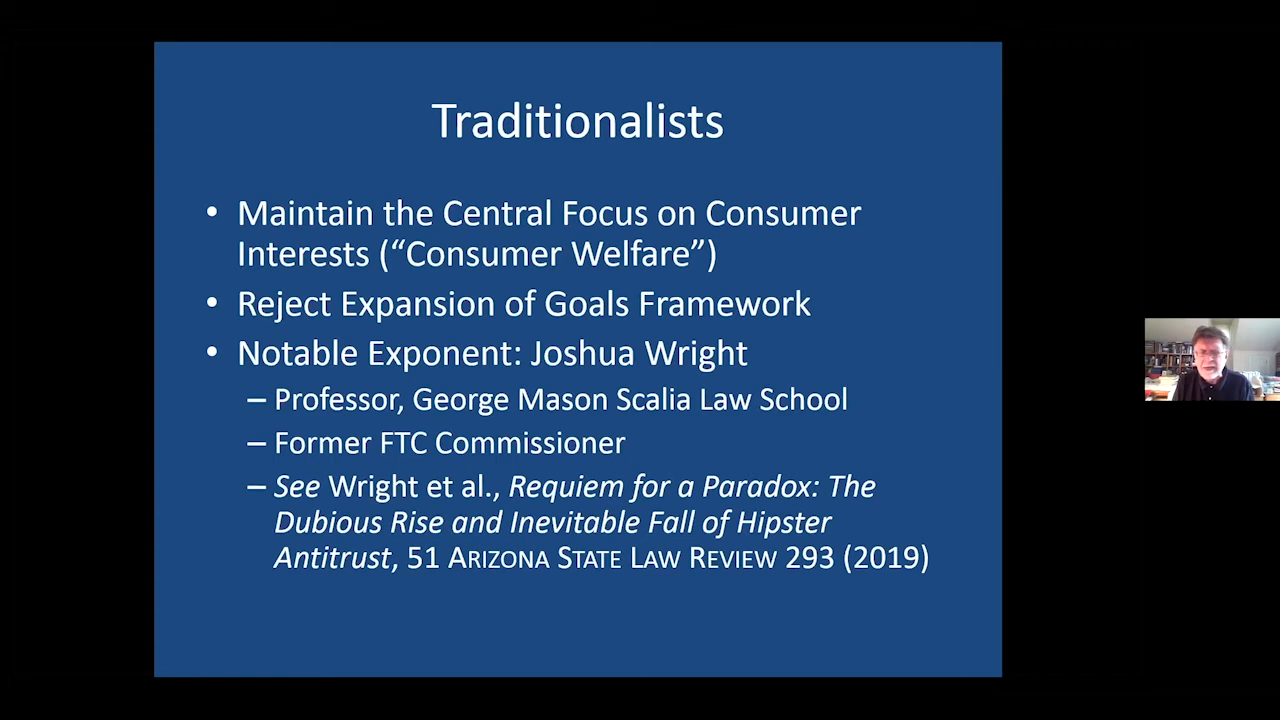 Traditionalists
• Maintain the Central Focus on Consumer
Interests (“Consumer Welfare”)
• Reject Expansion of Goals Framework
• Notable Exponent: Joshua Wright
– Professor, George Mason Scalia Law School
– Former FTC Commissioner
– See Wright et al., Requiem for a Paradox: The
Dubious Rise and Inevitable Fall of Hipster
Antitrust, 51 ARIZONA STATE LAW REVIEW 293 (2019)